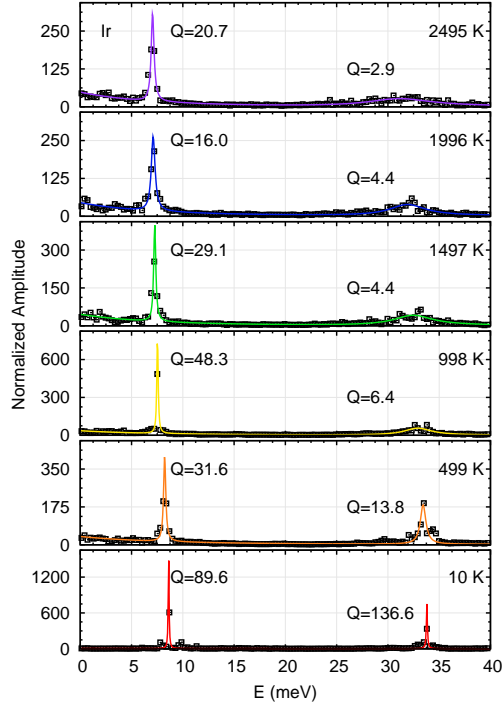 Ir Q=20.7 2495 K
Q=2.9
250
125
0
Q=16.0 1996 K
Q=4.4
250
125
0
Q=29.1 1497 K
Q=4.4
300
150
0
Q=48.3 998 K
Q=6.4
600
300
0
Q=31.6 499 K
Q=13.8
350
175
0
Q=89.6 10 K
Q=136.6
1200
600
0
0 5 10 15 20 25 30 35 40
E (meV)
Normalized Amplitude